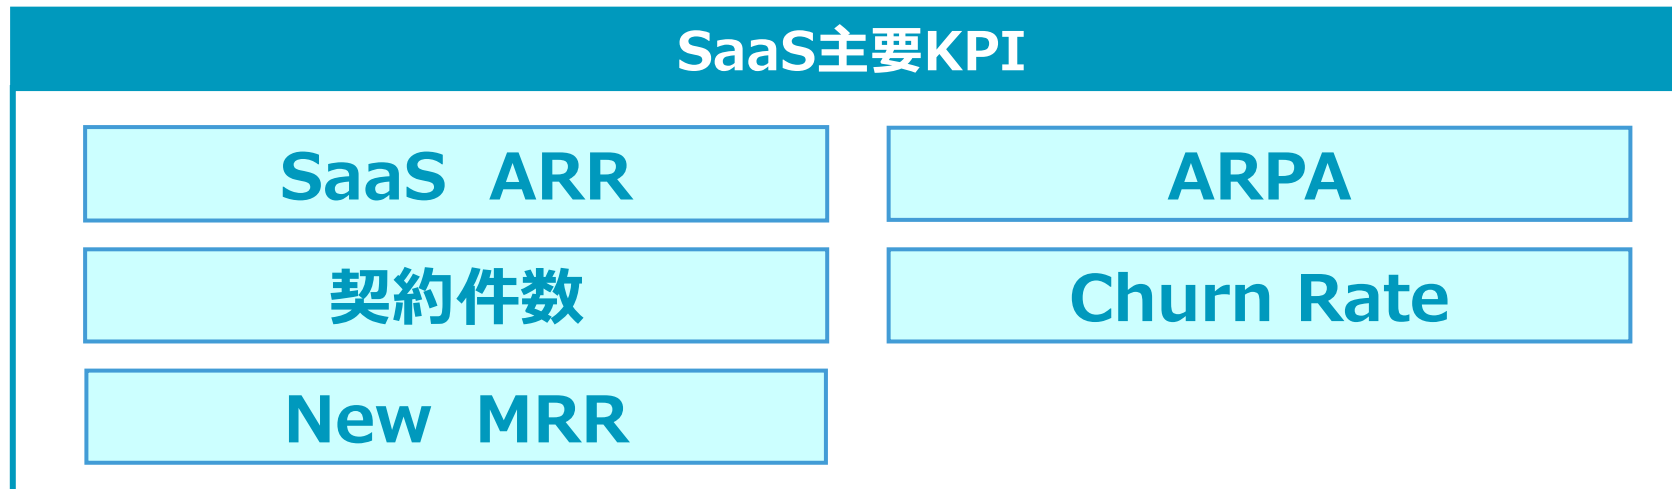 SaaS主要KPI
SaaS ARR
ARPA
契約件数
Churn Rate
New MRR